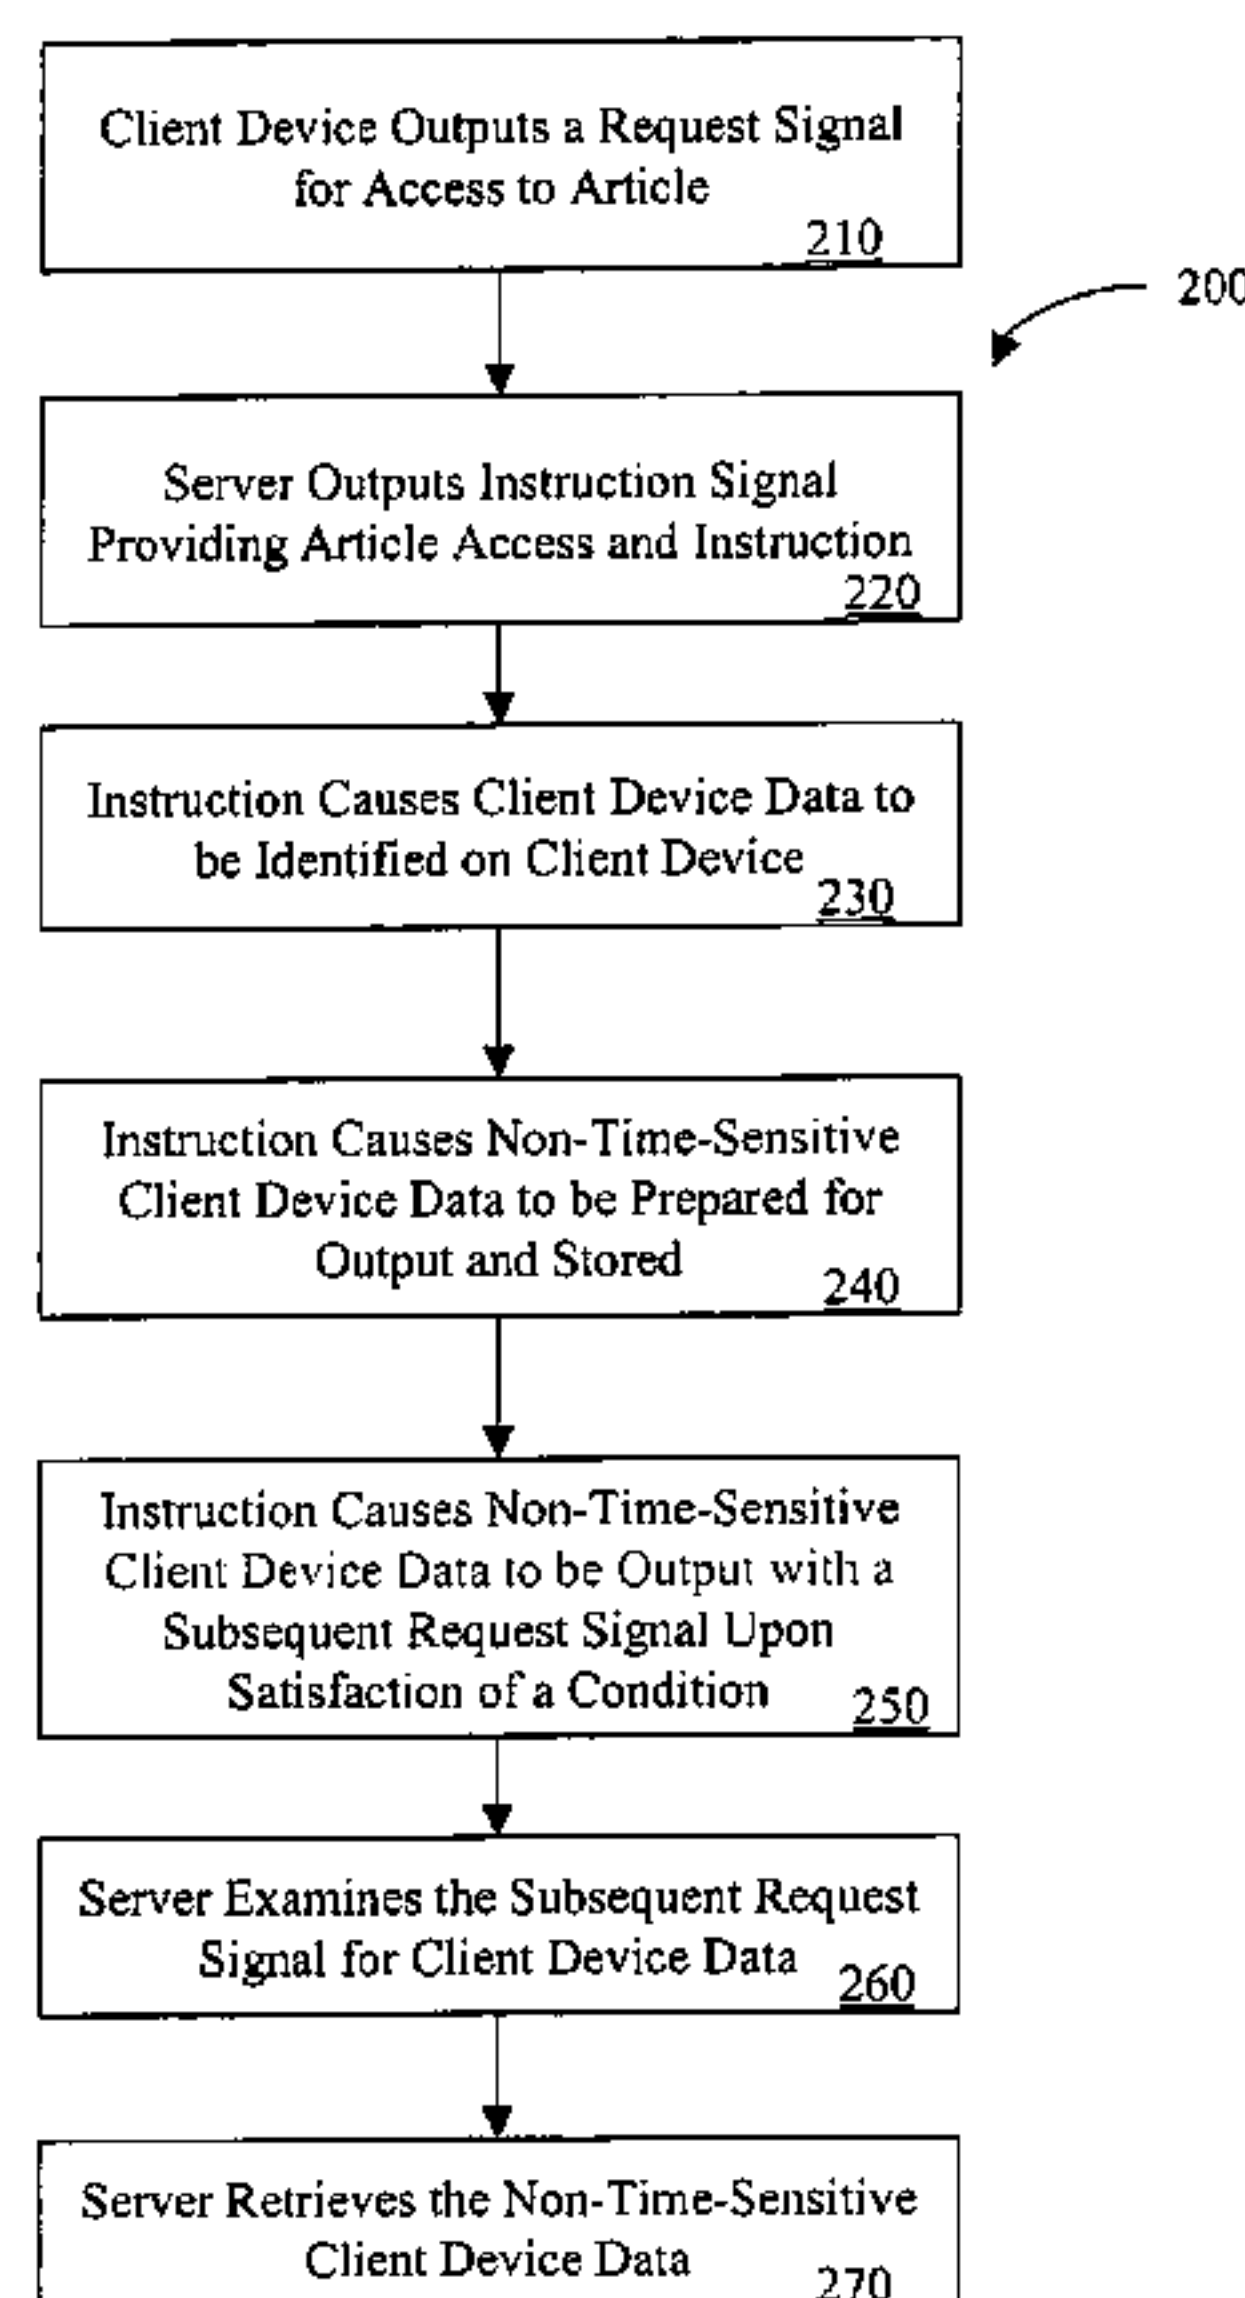 Client Device Outputs a Request Signal
for Access to Article
210
200
Server Outputs Instruction Signal
Providing Article Access and Instruction
220
Instruction Causes Client Device Data to
be Identified on Client Device
230
Instruction Causes Non-Time-Sensitive
Client Device Data to be Prepared for
Output and Stored
240
Instruction Causes Non-Time-Sensitive
Client Device Data to be Output with a
Subsequent Request Signal Upon
Satisfaction of a Condition
250
Server Examines the Subsequent Request
Signal for Client Device Data
260
Server Retrieves the Non-Time-Sensitive
Client Device Data
270